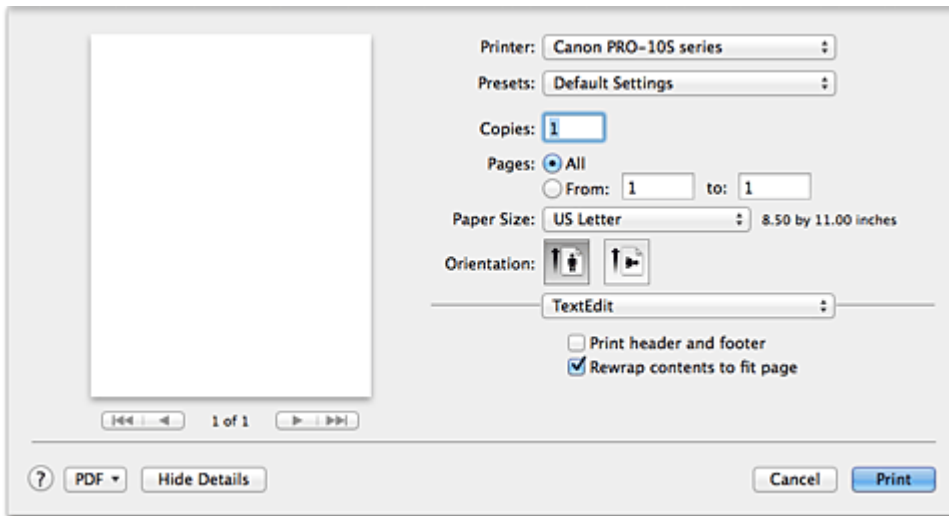 Printer: Canon PRO-10S series
Presets: Default Settings
Copies: 1
Pages: All
From: 1 to: 1
Paper Size: US Letter 8.50 by 11.00 inches
Orientation:
TextEdit
Print header and footer
Rewrap contents to fit page
1 of 1
? PDF Hide Details Cancel Print